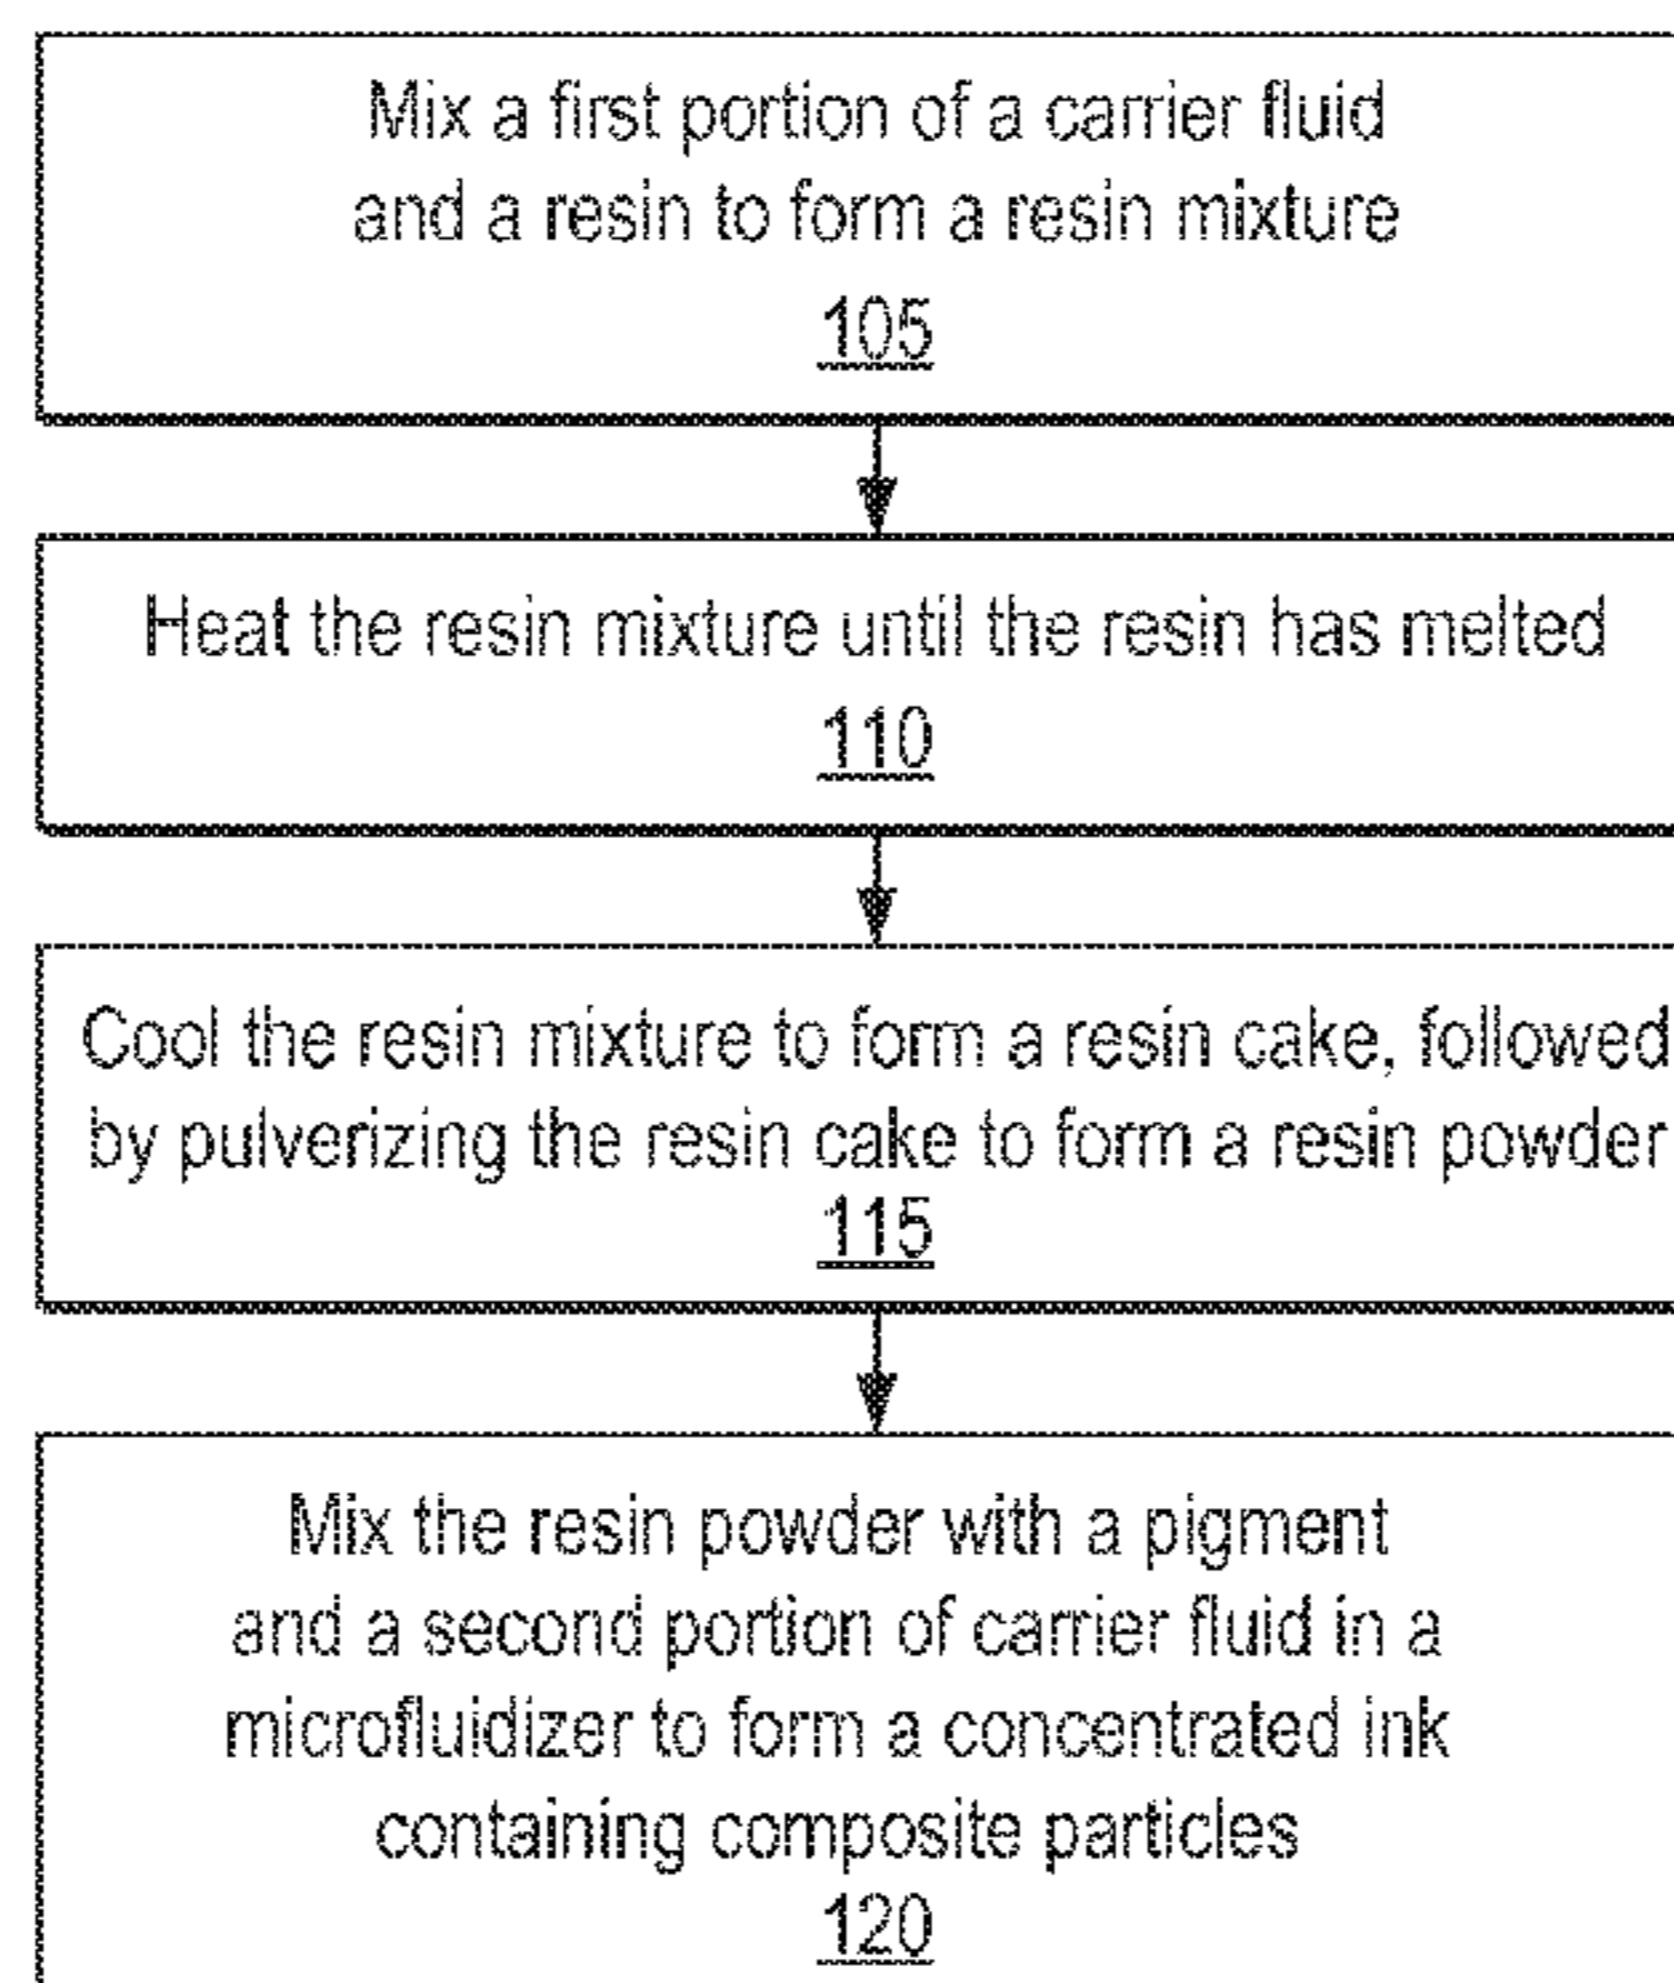 Mix a first portion of a carrier fluid
and a resin to form a resin mixture
105
Heat the resin mixture until the resin has melted
110
Cool the resin mixture to form a resin cake, followed
by pulverizing the resin cake to form a resin powder
115
Mix the resin powder with a pigment
and a second portion of carrier fluid in a
microfluidizer to form a concentrated ink
containing composite particles
120